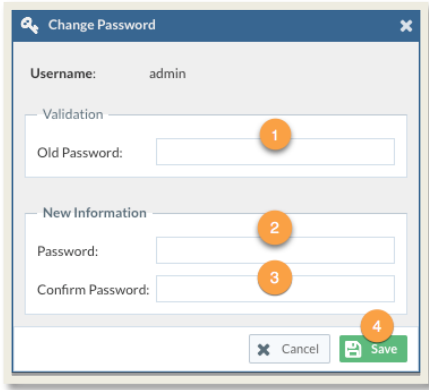 Change Password
Username: admin
Validation
1
Old Password:
New Information
2
Password:
3
Confirm Password:
4
Cancel Save